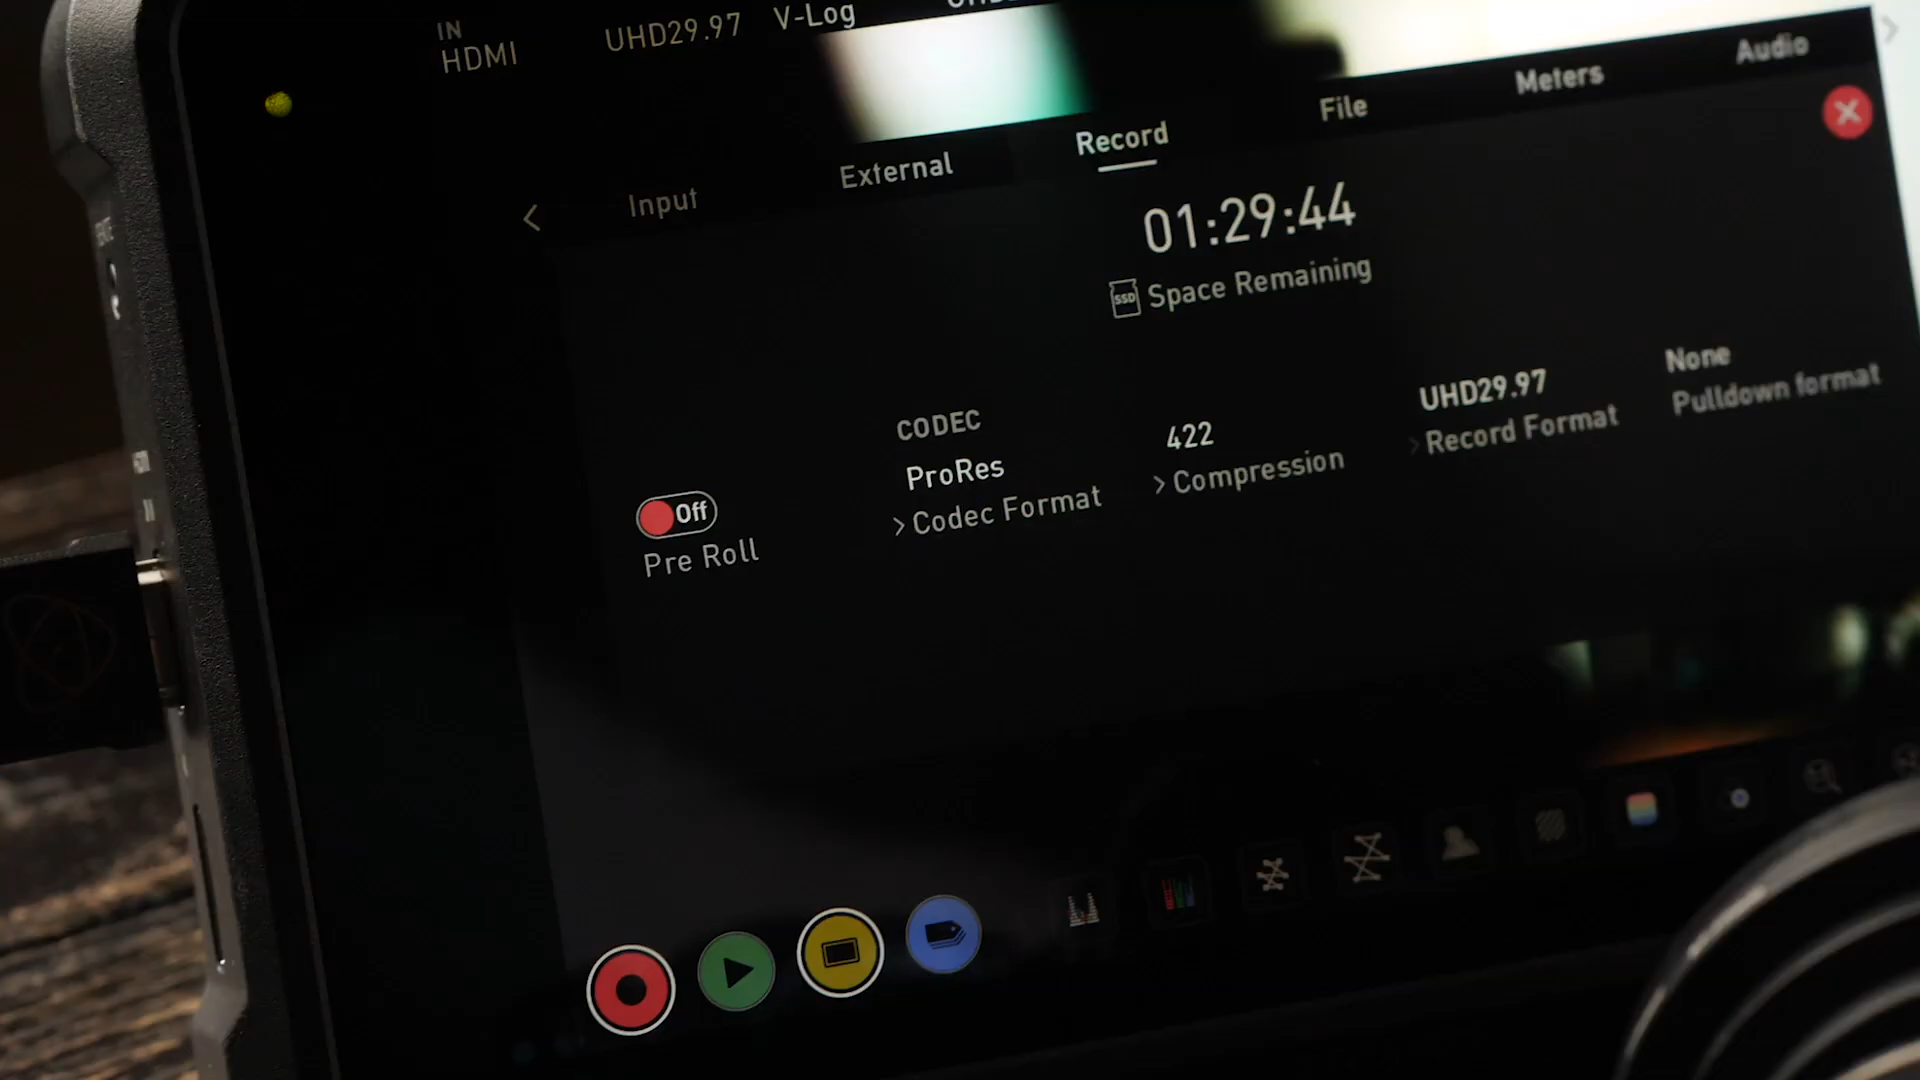 IN
HDMI
UHD29.97
V-Log
Input
External
Record
File
Meters
Audio
01:29:44
SSD
Space Remaining
Off
Pre Roll
CODEC
ProRes
Codec Format
422
Compression
UHD29.97
Record Format
None
Pulldown format